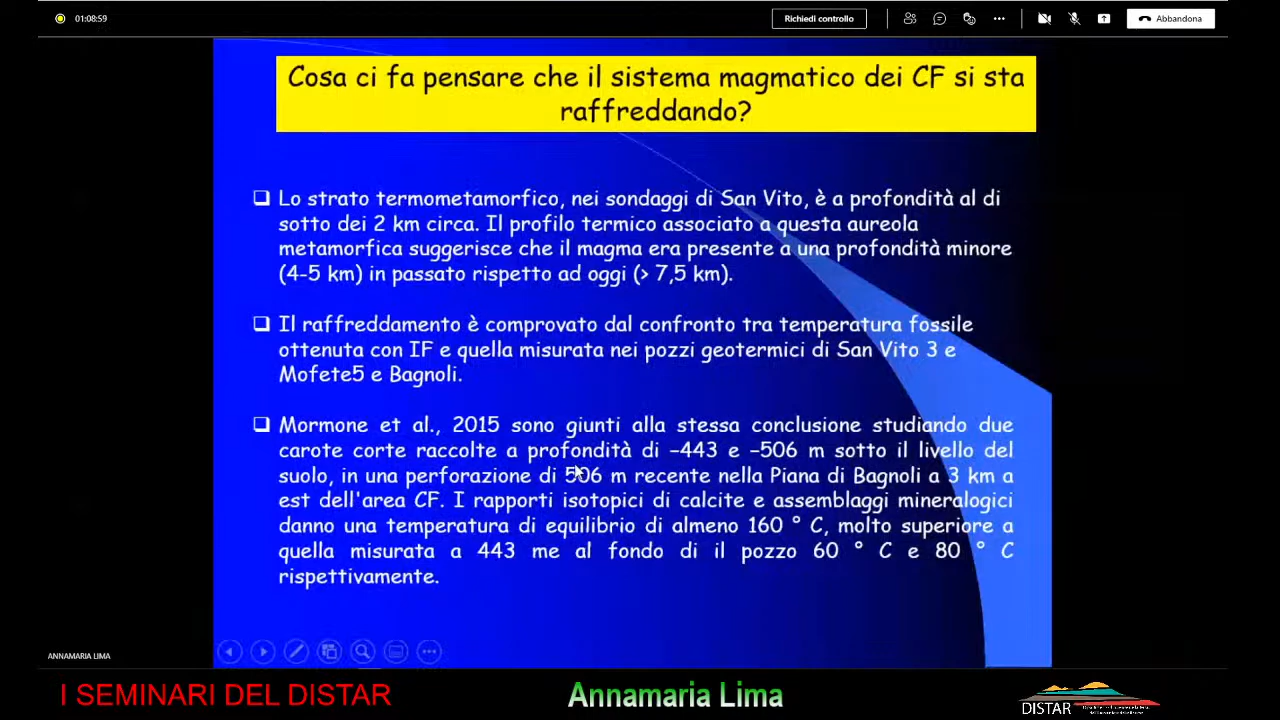 01:08:59
Richiedi controllo
Abbandona
Cosa ci fa pensare che il sistema magmatico dei CF si sta
raffreddando?
❑ Lo strato termometamorfico, nei sondaggi di San Vito, è a profondità al di
sotto dei 2 km circa. Il profilo termico associato a questa aureola
metamorfica suggerisce che il magma era presente a una profondità minore
(4-5 km) in passato rispetto ad oggi (> 7,5 km).
❑ Il raffreddamento è comprovato dal confronto tra temperatura fossile
ottenuta con IF e quella misurata nei pozzi geotermici di San Vito 3 e
Mofete5 e Bagnoli.
❑ Mormone et al., 2015 sono giunti alla stessa conclusione studiando due
carote corte raccolte a profondità di −443 e −506 m sotto il livello del
suolo, in una perforazione di 506 m recente nella Piana di Bagnoli a 3 km a
est dell'area CF. I rapporti isotopici di calcite e assemblaggi mineralogici
danno una temperatura di equilibrio di almeno 160 ° C, molto superiore a
quella misurata a 443 me al fondo di il pozzo 60 ° C e 80 ° C
rispettivamente.
ANNAMARIA LIMA
I SEMINARI DEL DISTAR
Annamaria Lima
DISTAR